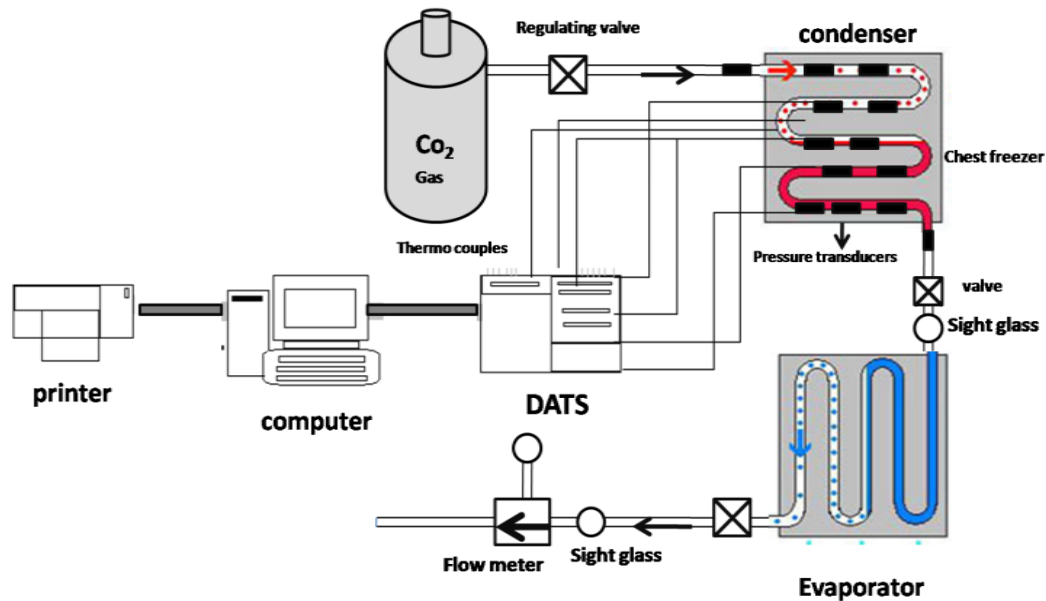 Regulating valve
condenser
Co2
Gas
Chest freezer
Thermo couples
Pressure transducers
valve
Sight glass
printer
computer
DATS
Flow meter
Sight glass
Evaporator